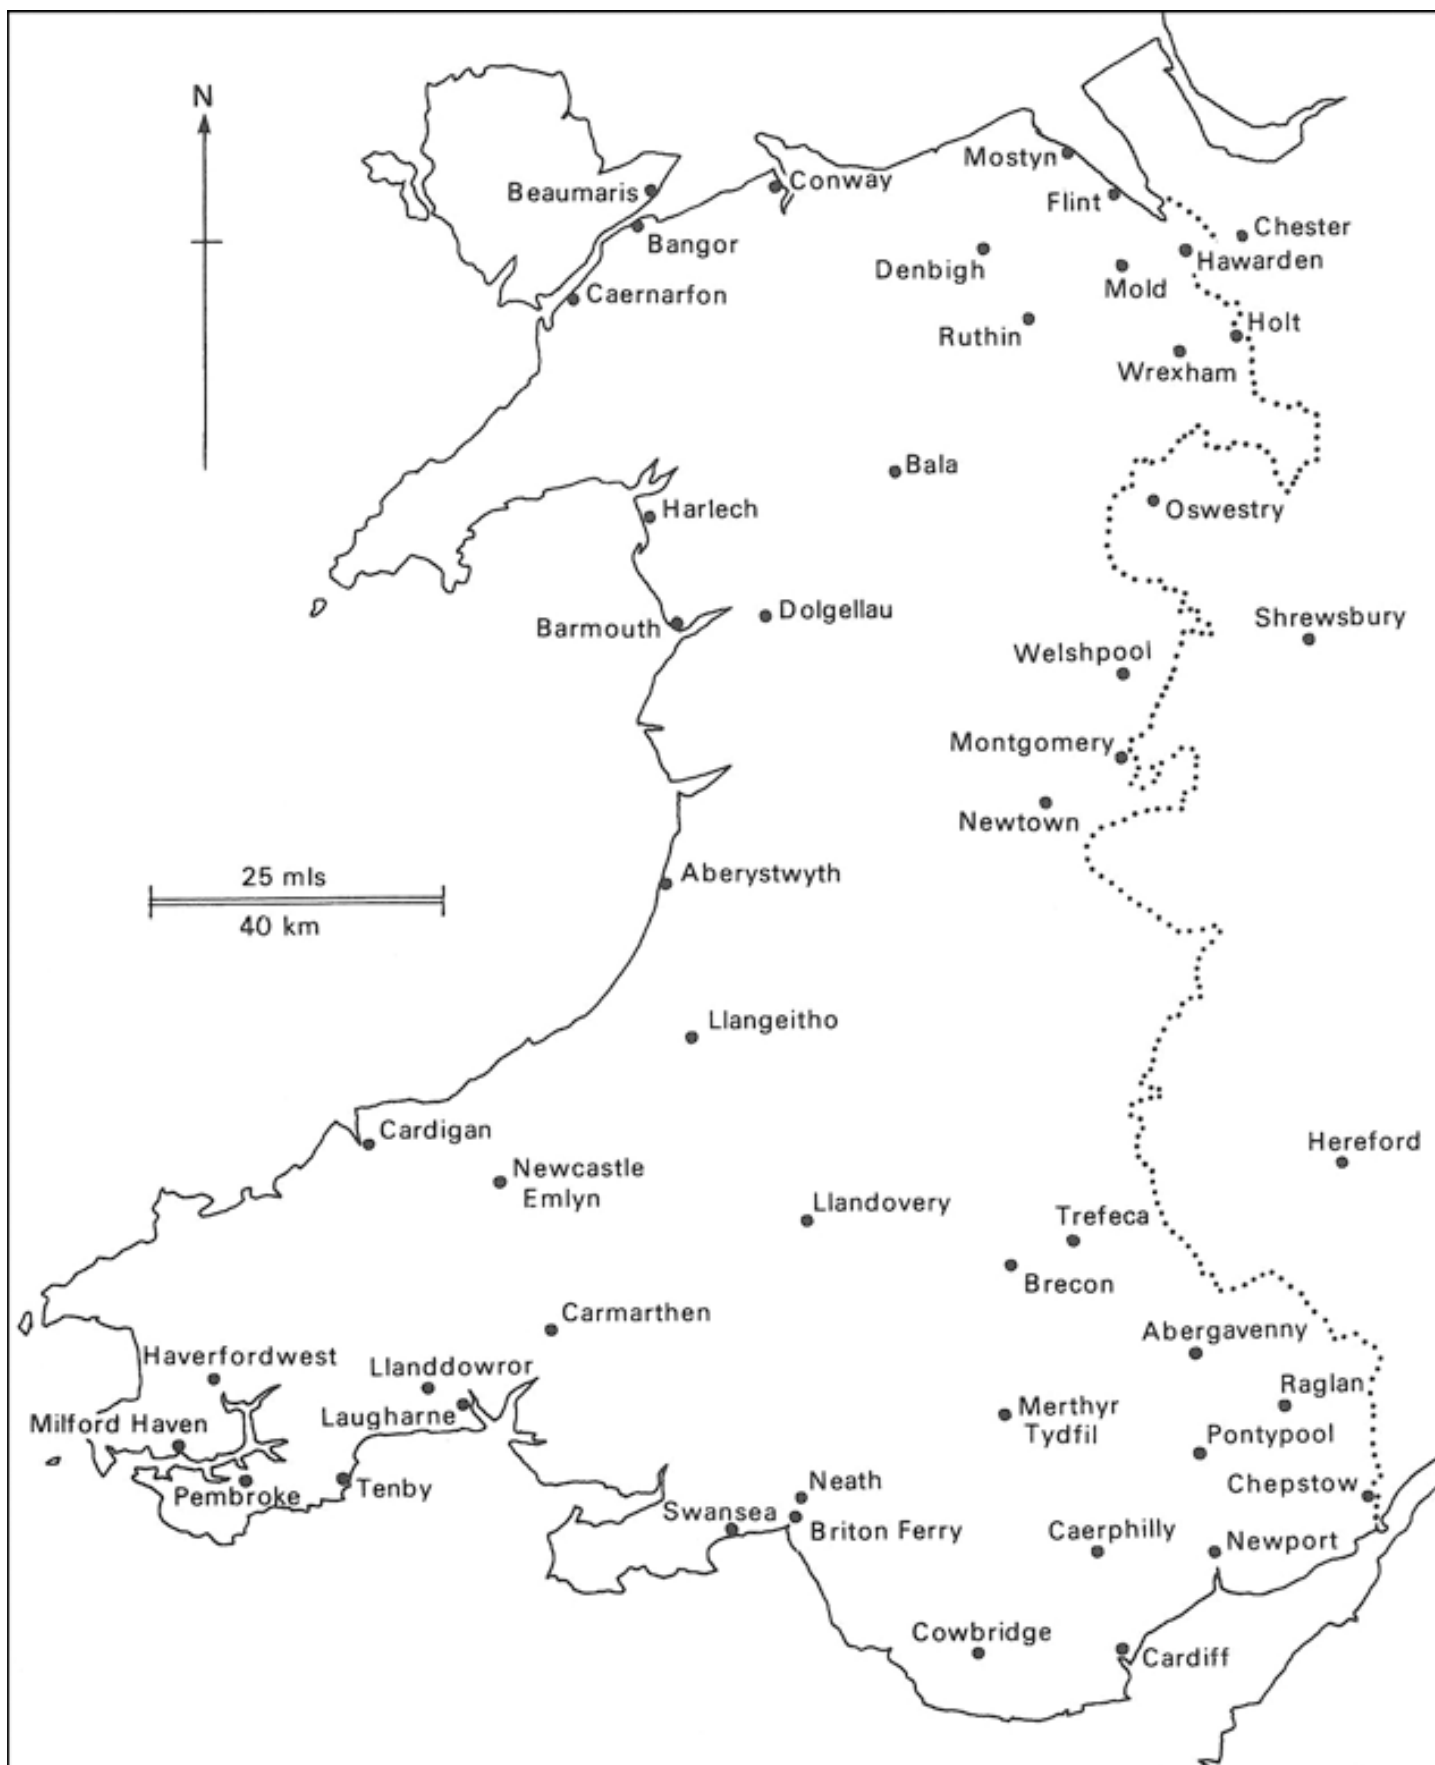 N
Mostyn
Conway
Beaumaris
Flint
Chester
Bangor
Hawarden
Denbigh
Mold
Caernarfon
Holt
Ruthin
Wrexham
Bala
Harlech
Oswestry
Dolgellau
Shrewsbury
Barmouth
Welshpool
Montgomery
Newtown
25 mls
40 km
Aberystwyth
Llangeitho
Cardigan
Hereford
Newcastle
Emlyn
Llandovery
Trefeca
Brecon
Carmarthen
Abergavenny
Haverfordwest
Llanddowror
Raglan
Laugharne
Merthyr
Tydfil
Milford Haven
Pontypool
Neath
Chepstow
Pembroke
Tenby
Swansea
Briton Ferry
Caerphilly
Newport
Cowbridge
Cardiff